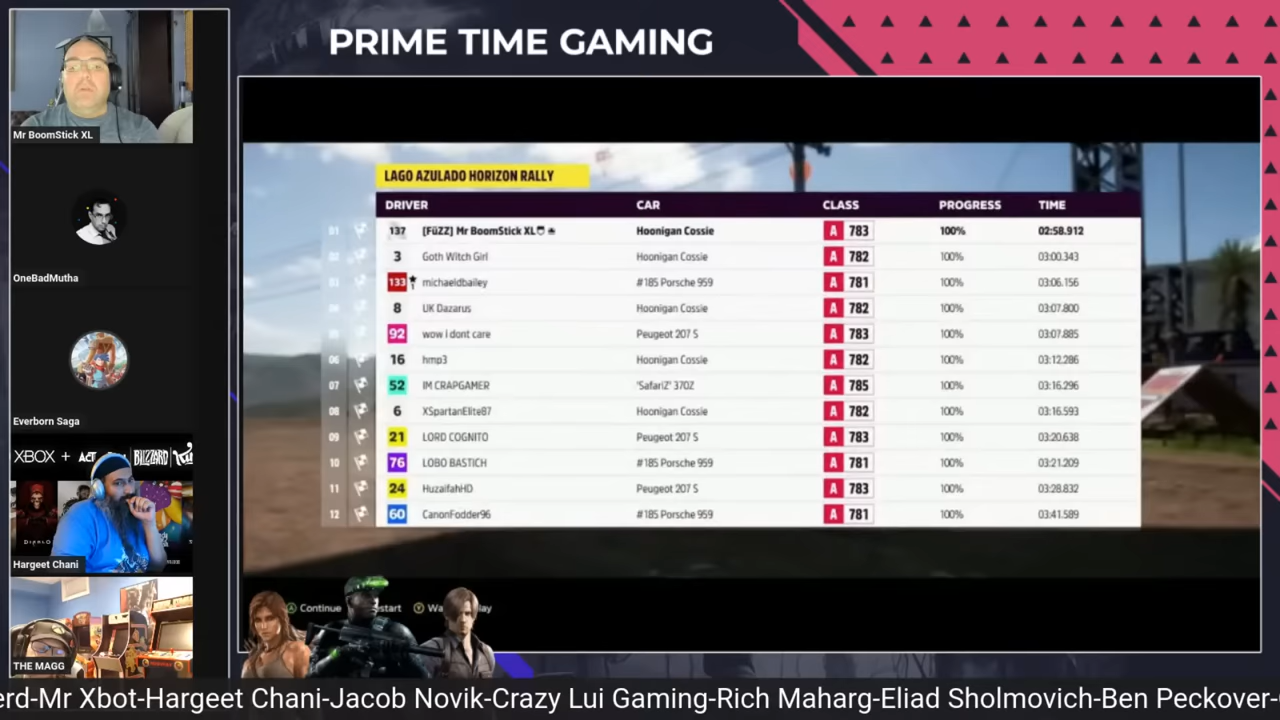 PRIME TIME GAMING
Mr BoomStick XL
OneBadMutha
Everborn Saga
XBOX + ACT BLIZZARD
Hargeet Chani
THE MAGG
LAGO AZULADO HORIZON RALLY
DRIVER CAR CLASS PROGRESS TIME
01 137 [FüZZ] Mr BoomStick XL Hoonigan Cossie A 783 100% 02:58.912
3 Goth Witch Girl Hoonigan Cossie A 782 100% 03:00.343
133 michaeldbailey #185 Porsche 959 A 781 100% 03:06.156
8 UK Dazarus Hoonigan Cossie A 782 100% 03:07.800
92 wow i dont care Peugeot 207 S A 783 100% 03:07.885
06 16 hmp3 Hoonigan Cossie A 782 100% 03:12.286
07 52 IM CRAPGAMER 'SafariZ' 370Z A 785 100% 03:16.296
08 6 XSpartanElite87 Hoonigan Cossie A 782 100% 03:16.593
09 21 LORD COGNITO Peugeot 207 S A 783 100% 03:20.638
10 76 LOBO BASTICH #185 Porsche 959 A 781 100% 03:21.209
11 24 HuzaifahHD Peugeot 207 S A 783 100% 03:28.832
12 60 CanonFodder96 #185 Porsche 959 A 781 100% 03:41.589
A Continue estart Y Wa lay
erd-Mr Xbot-Hargeet Chani-Jacob Novik-Crazy Lui Gaming-Rich Maharg-Eliad Sholmovich-Ben Peckover-